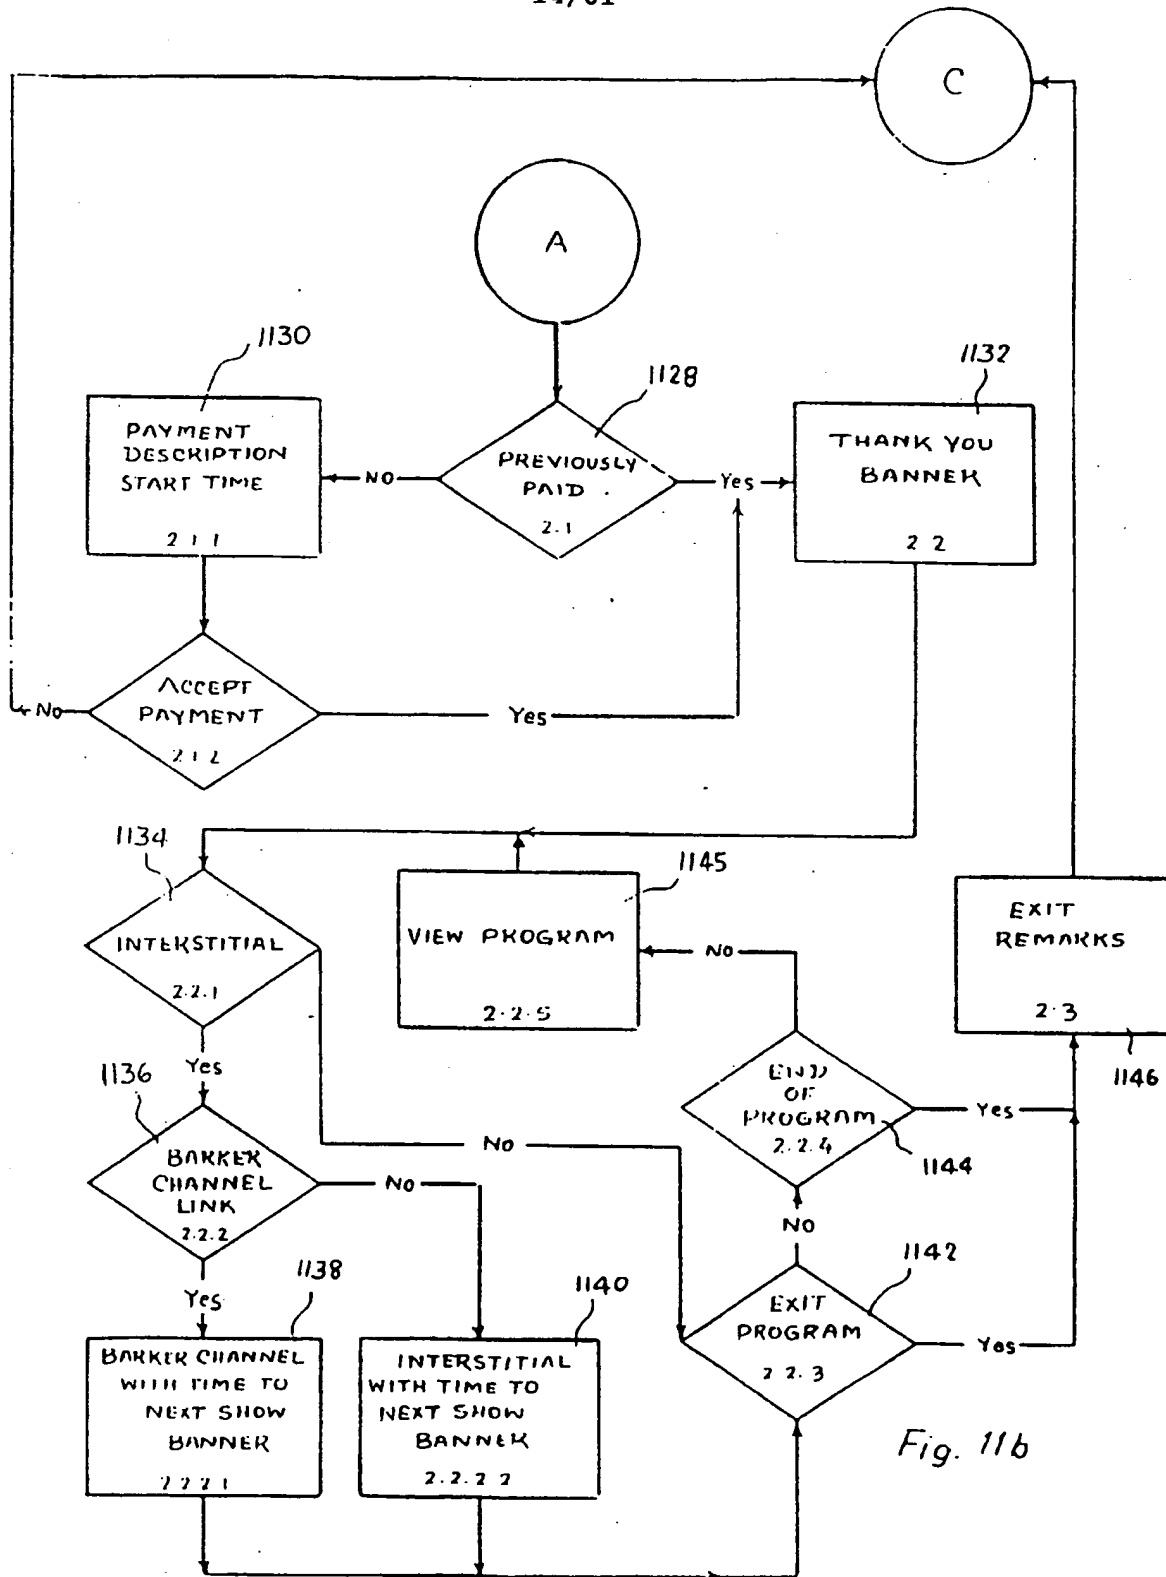 C
A
1130
1128
1132
PAYMENT
DESCRIPTION
START TIME
2 1 1
NO
PREVIOUSLY
PAID
2.1
Yes
THANK YOU
BANNER
2 2
ACCEPT
PAYMENT
2 1 2
No
Yes
1134
INTERSTITIAL
2.2.1
1145
VIEW PROGRAM
2.2.5
NO
EXIT
REMARKS
2.3
1146
Yes
1136
BARKER
CHANNEL
LINK
2.2.2
No
No
END
OF
PROGRAM
2.2.4
1144
Yes
NO
Yes
1138
1140
1142
BARKER CHANNEL
WITH TIME TO
NEXT SHOW
BANNER
2 2 2 1
INTERSTITIAL
WITH TIME TO
NEXT SHOW
BANNER
2.2.2 2
EXIT
PROGRAM
2 2.3
Yes
Fig. 11b